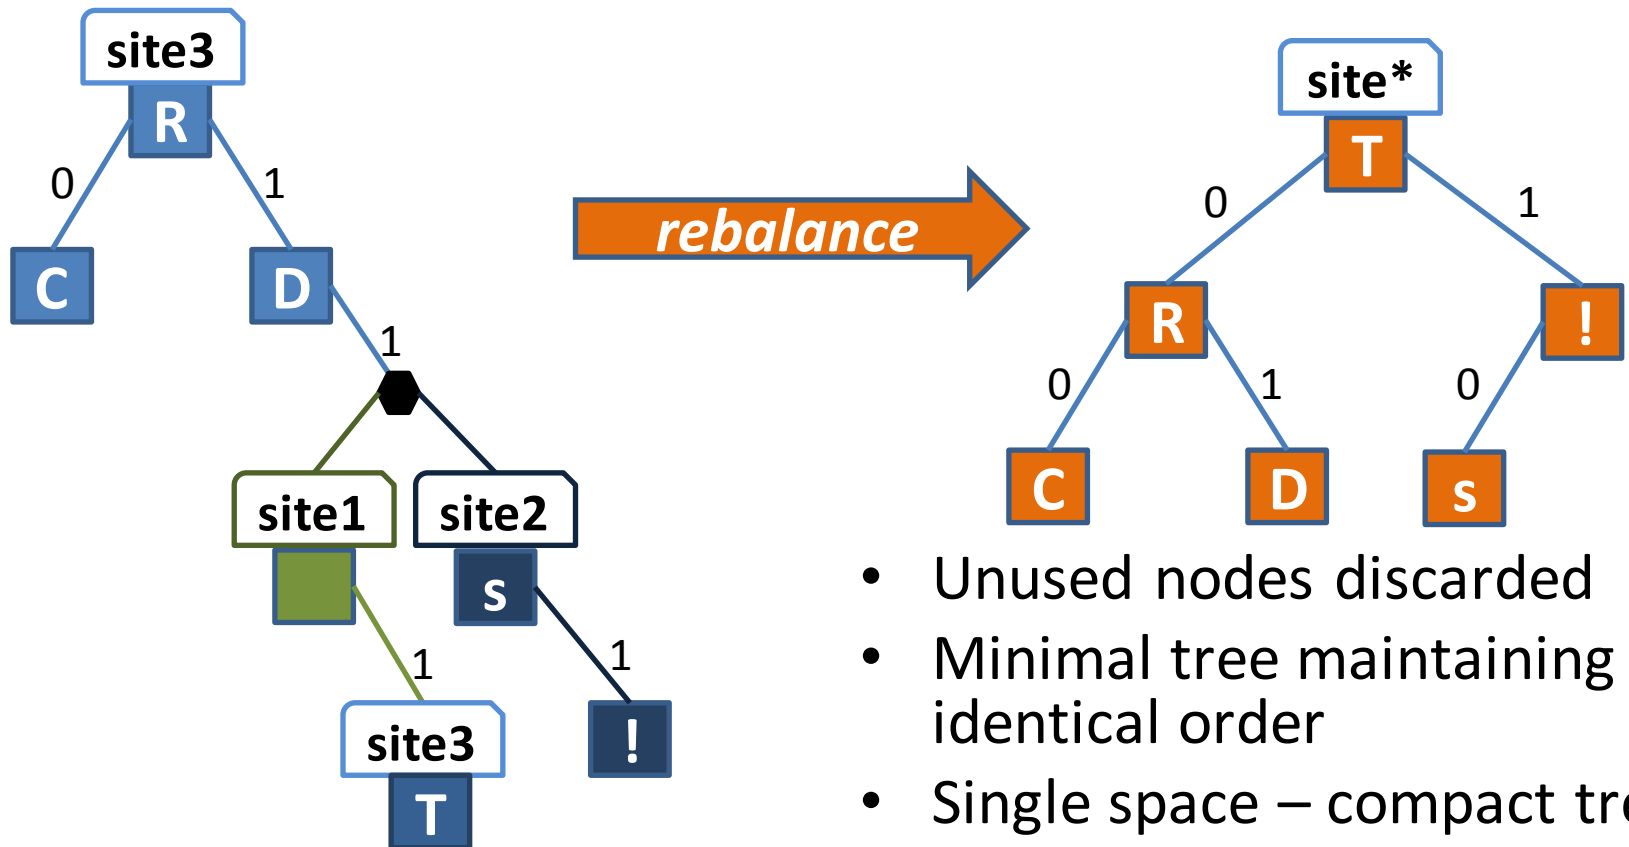 site3
R
0
1
C
D
1
site1
site2
s
1
1
site3
!
T
rebalance
site*
T
0
1
R
!
0
1
0
C
D
s
• Unused nodes discarded
• Minimal tree maintaining
identical order
• Single space – compact tre